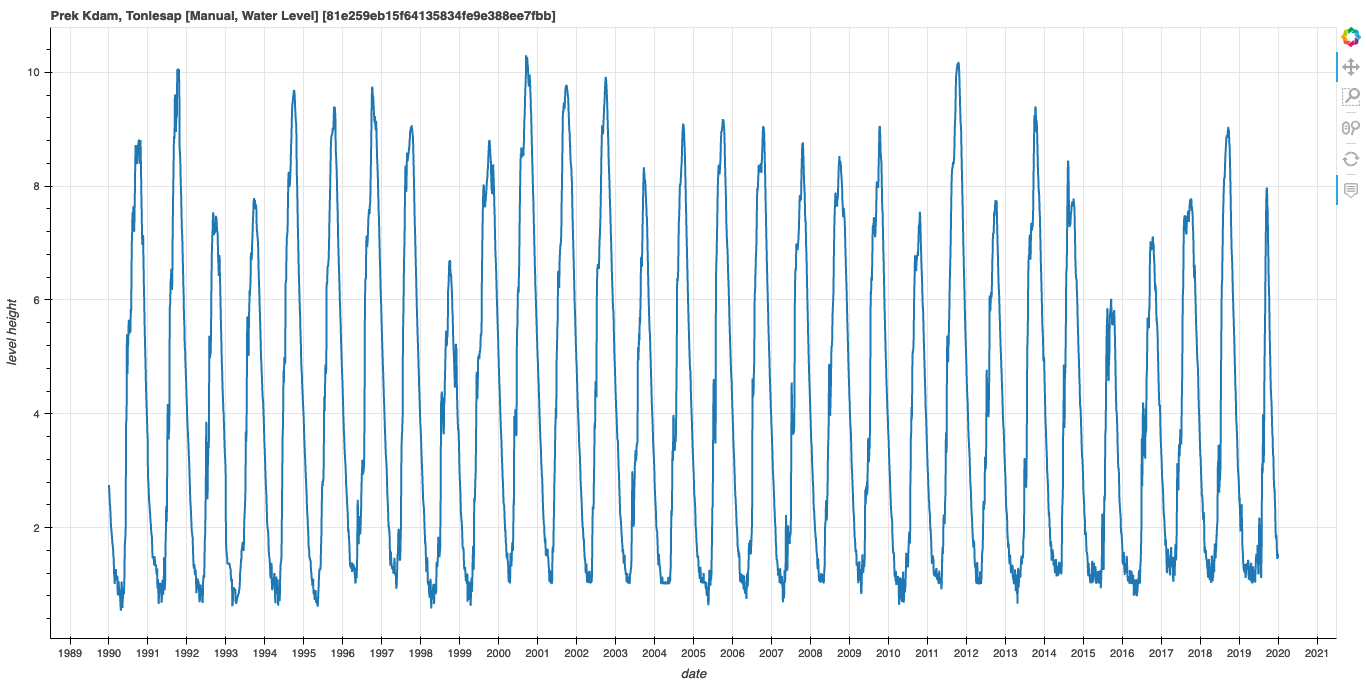 Prek Kdam, Tonlesap [Manual, Water Level] [81e259eb15f64135834fe9e388ee7fbb]
10
8
6
4
2
level height
1989 1990 1991 1992 1993 1994 1995 1996 1997 1998 1999 2000 2001 2002 2003 2004 2005 2006 2007 2008 2009 2010 2011 2012 2013 2014 2015 2016 2017 2018 2019 2020 2021
date